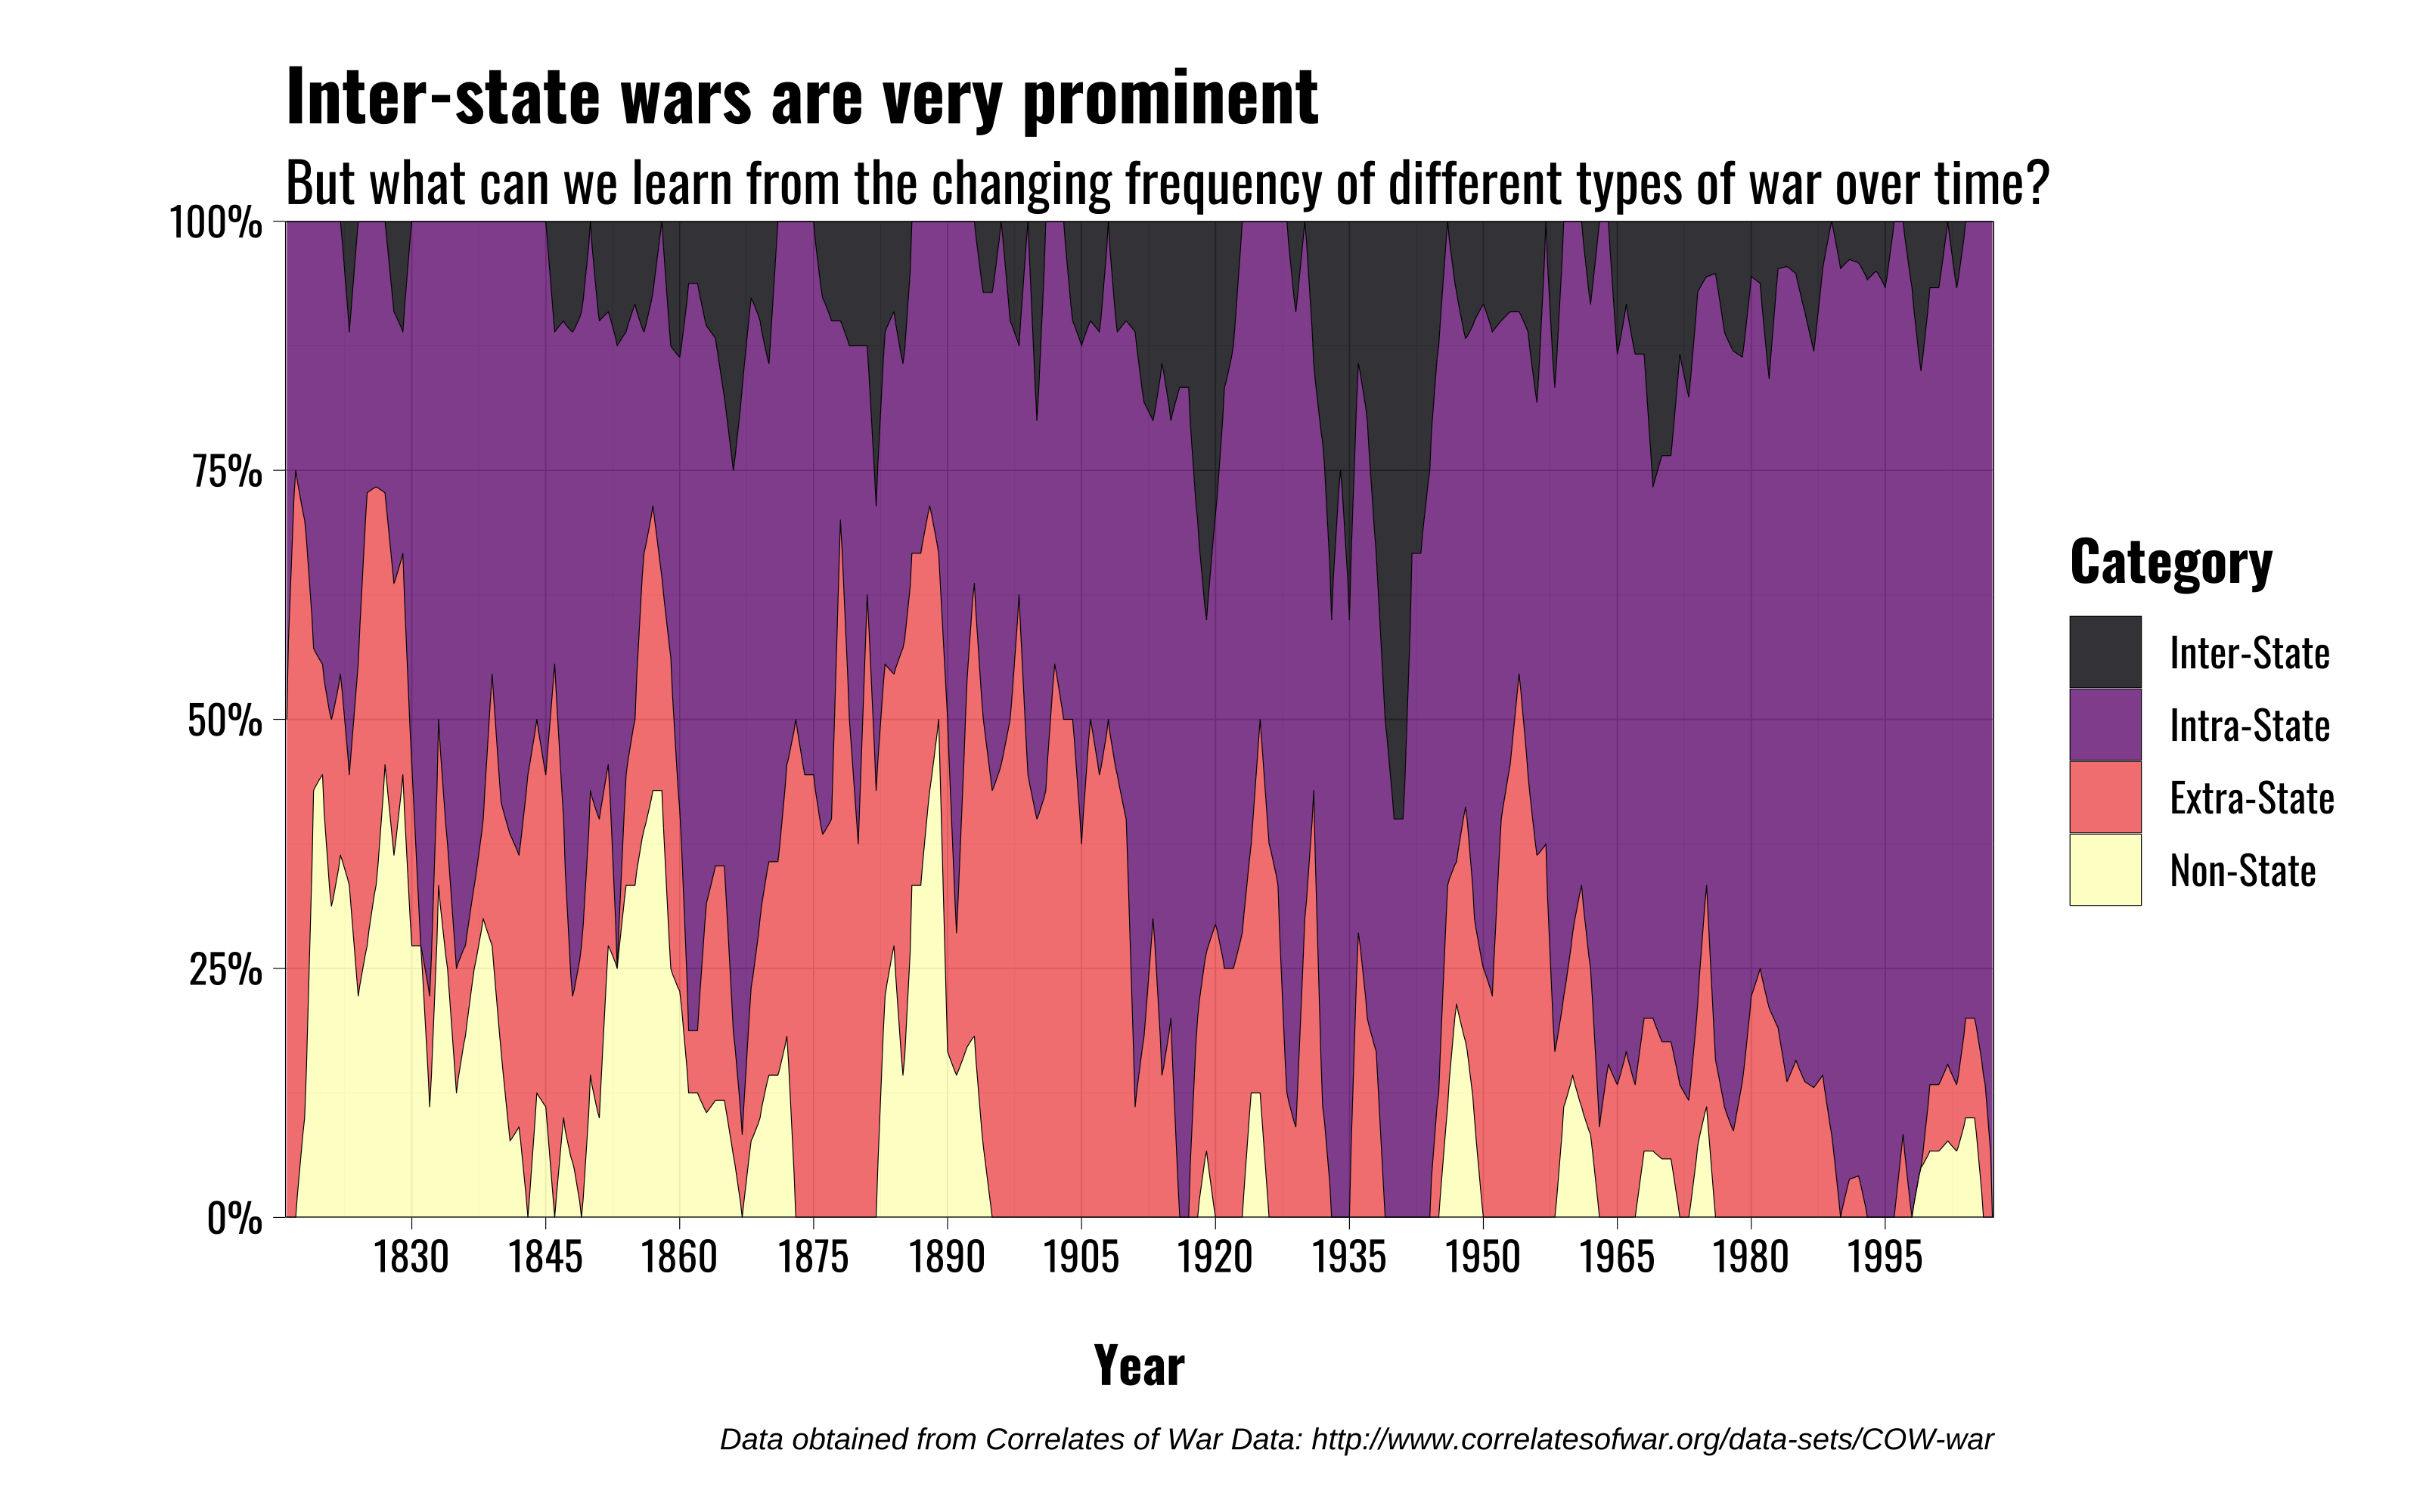 Inter-state wars are very prominent
But what can we learn from the changing frequency of different types of war over time?
100%
75%
50%
25%
0%
1830 1845 1860 1875 1890 1905 1920 1935 1950 1965 1980 1995
Year
Category
Inter-State
Intra-State
Extra-State
Non-State
Data obtained from Correlates of War Data: http://www.correlatesofwar.org/data-sets/COW-war